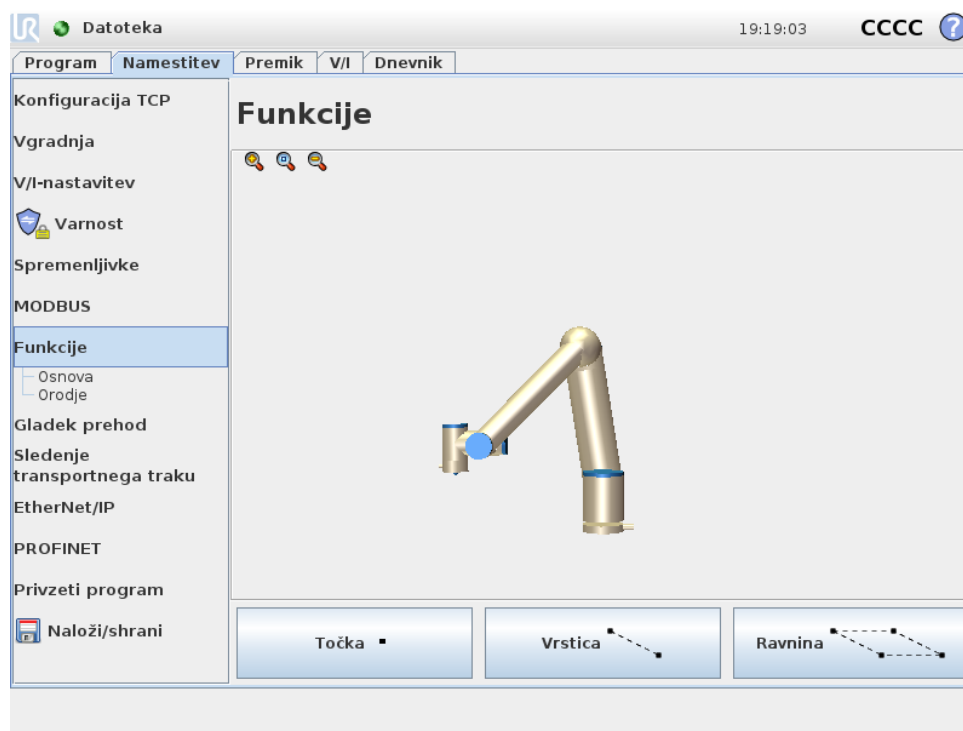 UR Datoteka 19:19:03 CCCC ?
Program Namestitev Premik V/I Dnevnik
Konfiguracija TCP
Vgradnja
V/I-nastavitev
Varnost
Spremenljivke
MODBUS
Funkcije
Osnova
Orodje
Gladek prehod
Sledenje
transportnega traku
EtherNet/IP
PROFINET
Privzeti program
Naloži/shrani
Funkcije
Točka
Vrstica
Ravnina